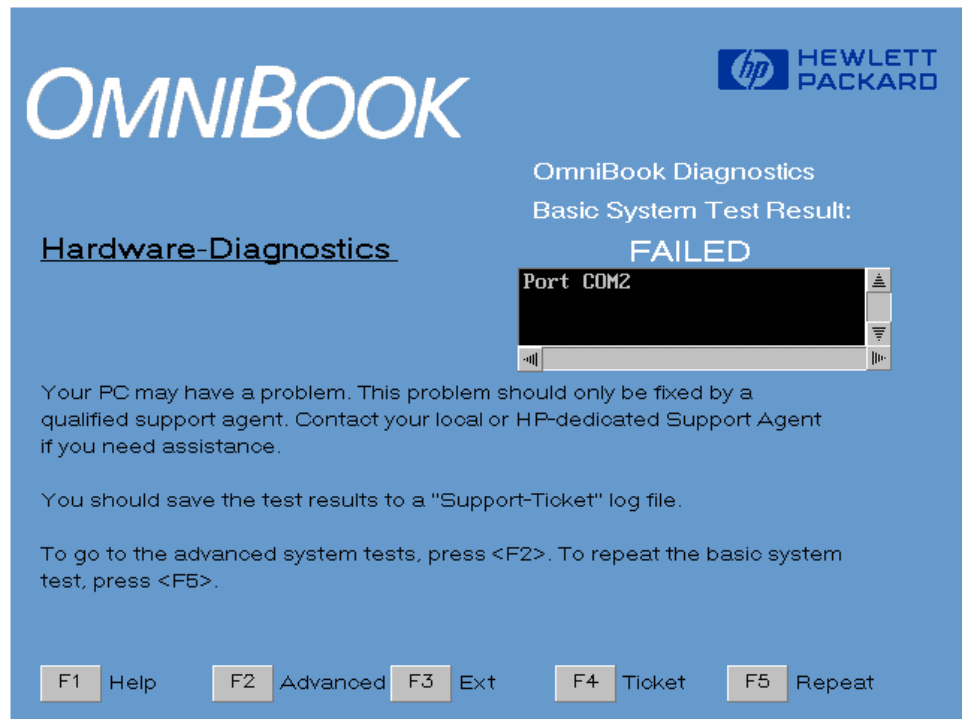 OMNIBOOK
hp HEWLETT
PACKARD
OmniBook Diagnostics
Basic System Test Result:
Hardware-Diagnostics
FAILED
Port COM2
Your PC may have a problem. This problem should only be fixed by a
qualified support agent. Contact your local or HP-dedicated Support Agent
if you need assistance.
You should save the test results to a "Support-Ticket" log file.
To go to the advanced system tests, press <F2>. To repeat the basic system
test, press <F5>.
F1 Help F2 Advanced F3 Ext F4 Ticket F5 Repeat